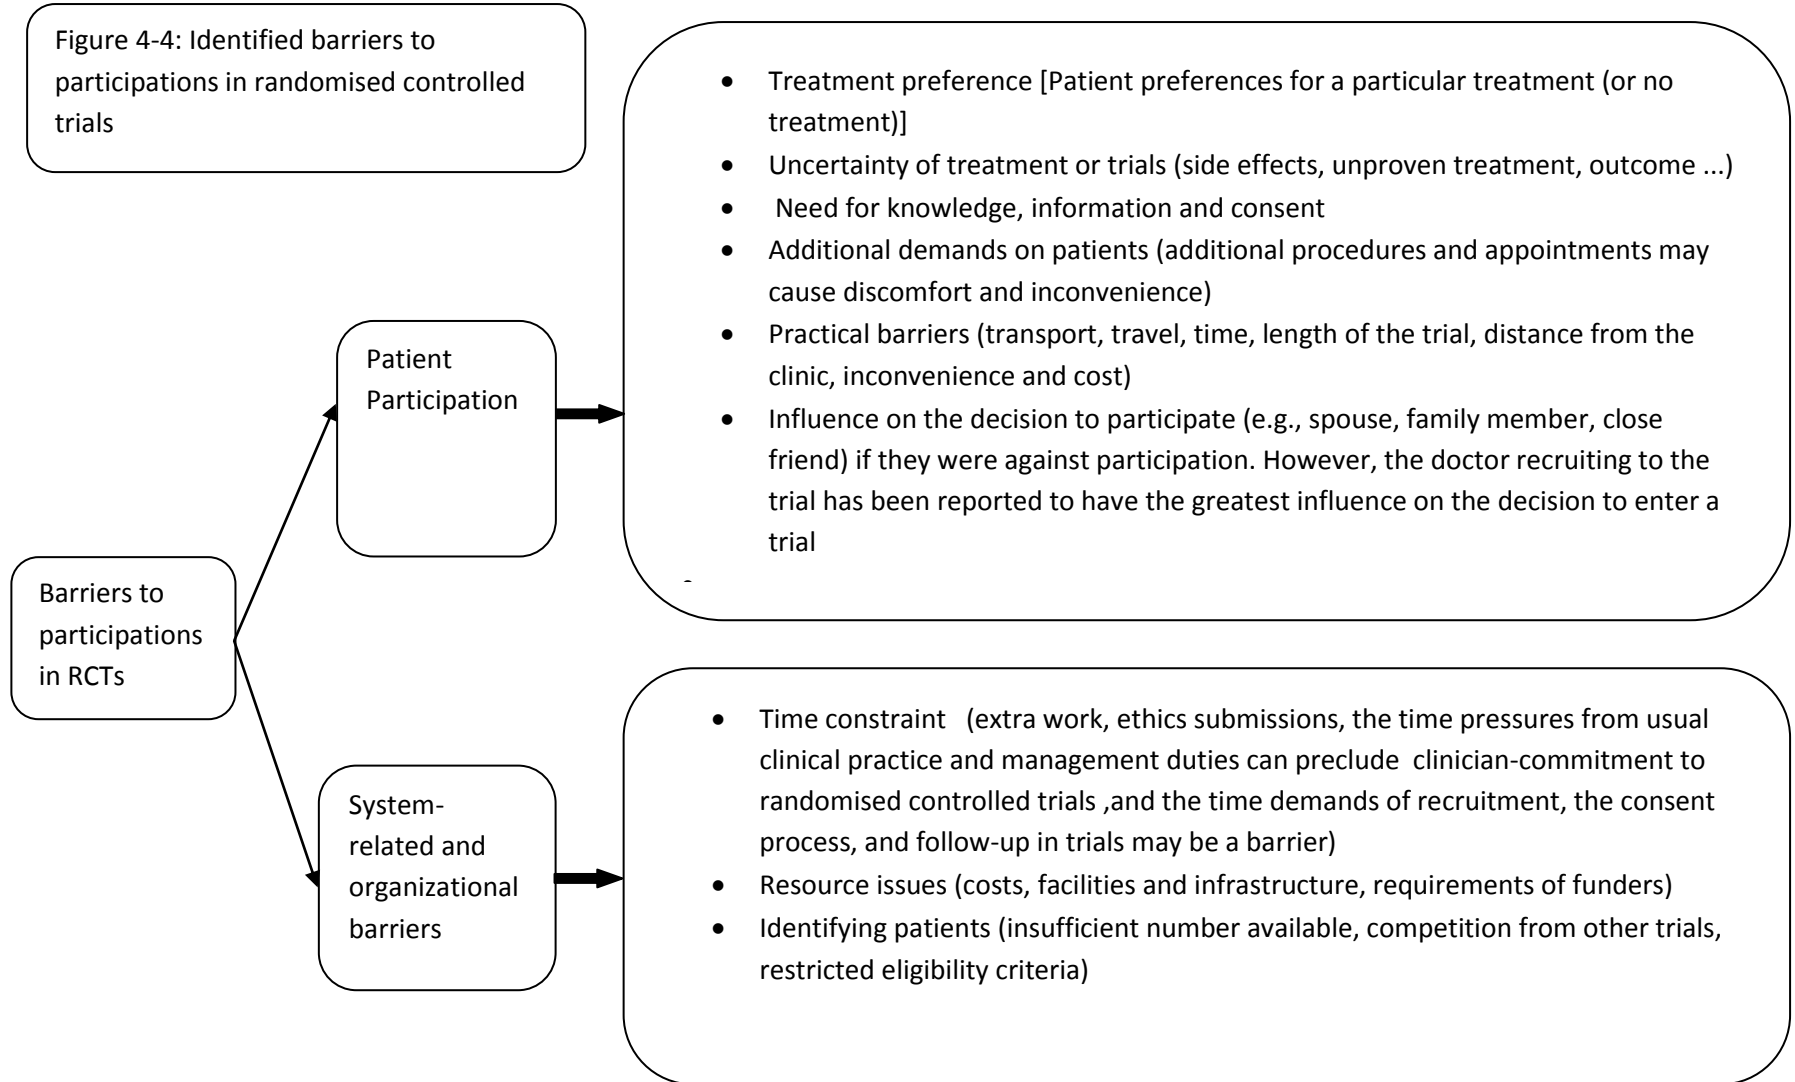 Figure 4-4: Identified barriers to
participations in randomised controlled
trials
• Treatment preference [Patient preferences for a particular treatment (or no
treatment)]
• Uncertainty of treatment or trials (side effects, unproven treatment, outcome ...)
• Need for knowledge, information and consent
• Additional demands on patients (additional procedures and appointments may
cause discomfort and inconvenience)
• Practical barriers (transport, travel, time, length of the trial, distance from the
clinic, inconvenience and cost)
• Influence on the decision to participate (e.g., spouse, family member, close
friend) if they were against participation. However, the doctor recruiting to the
trial has been reported to have the greatest influence on the decision to enter a
trial
Patient
Participation
Barriers to
participations
in RCTs
System-
related and
organizational
barriers
• Time constraint (extra work, ethics submissions, the time pressures from usual
clinical practice and management duties can preclude clinician-commitment to
randomised controlled trials ,and the time demands of recruitment, the consent
process, and follow-up in trials may be a barrier)
• Resource issues (costs, facilities and infrastructure, requirements of funders)
• Identifying patients (insufficient number available, competition from other trials,
restricted eligibility criteria)